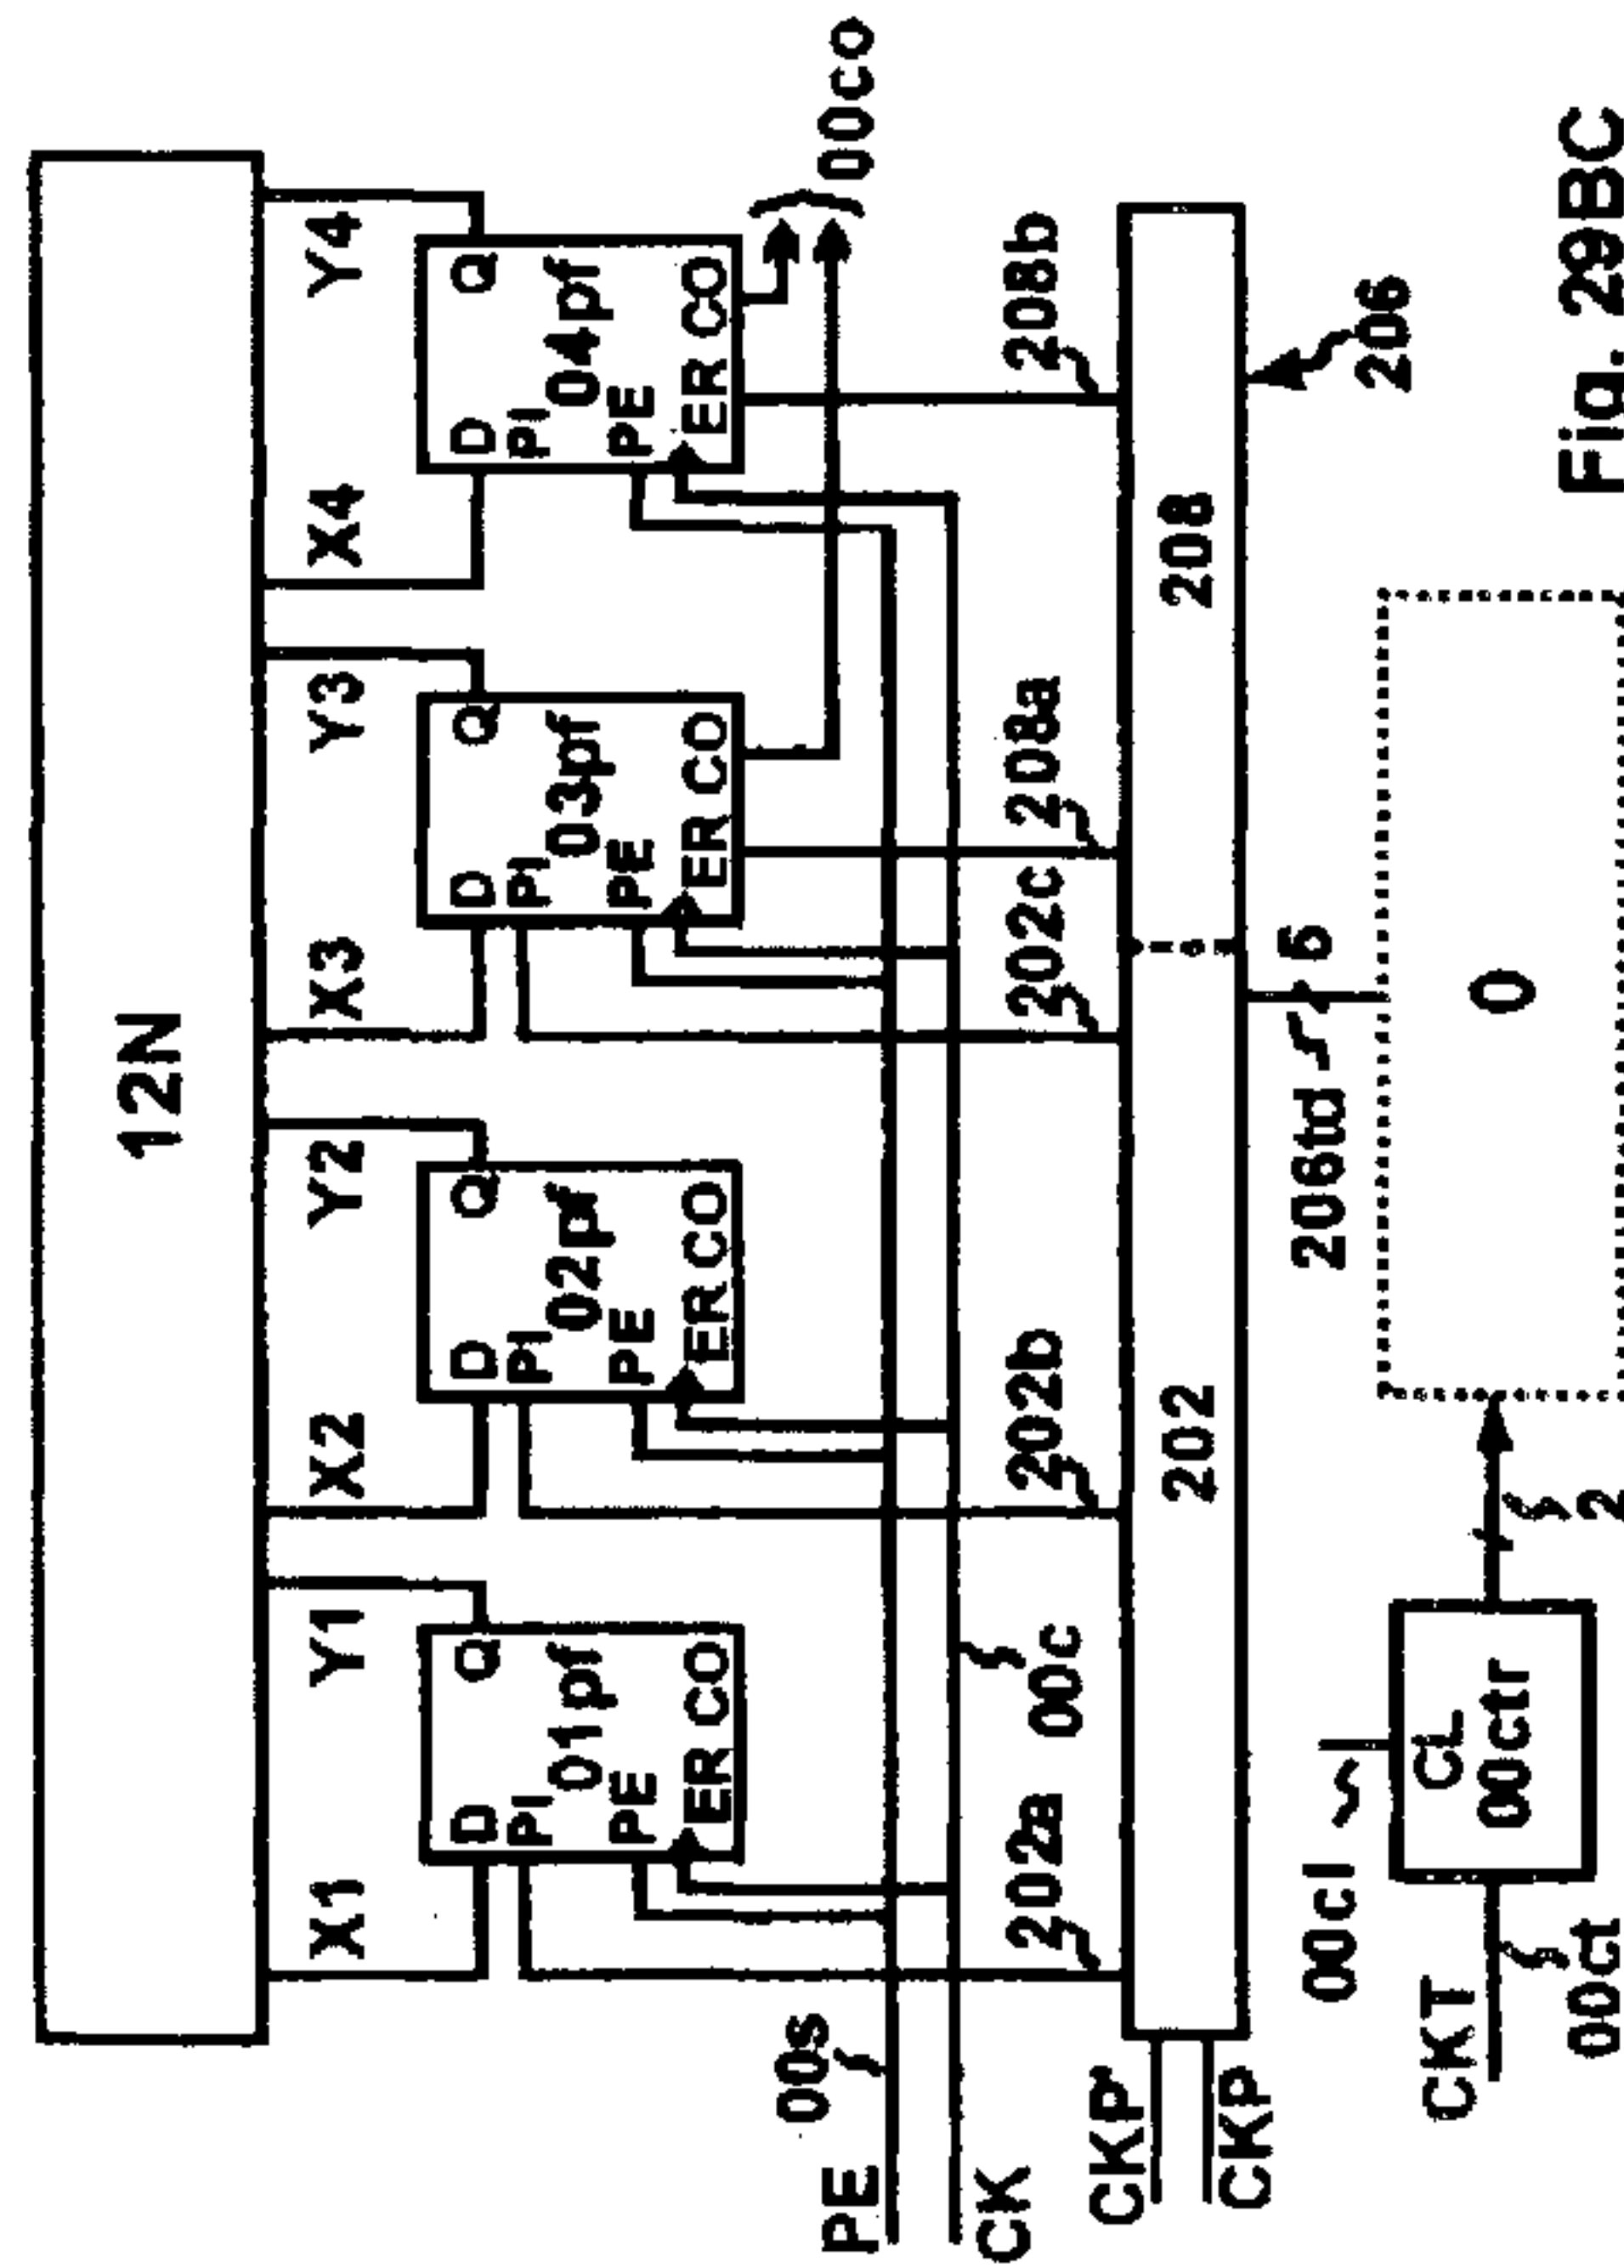 12N
X1 Y1 X2 Y2 X3 Y3 X4 Y4
D Q D Q D Q D Q
PI PI PI PI
01pf 02pf 03pf 04pf
PE PE PE PE
ER CO ER CO ER CO ER CO
00co
00s
PE
CK
00c
202a 202b 202c 208a 208b
CKP
CKP
202 208
206
206td 6
00cl
CL
00ctr
CKT
00ct
2
O
Fig. 29BC